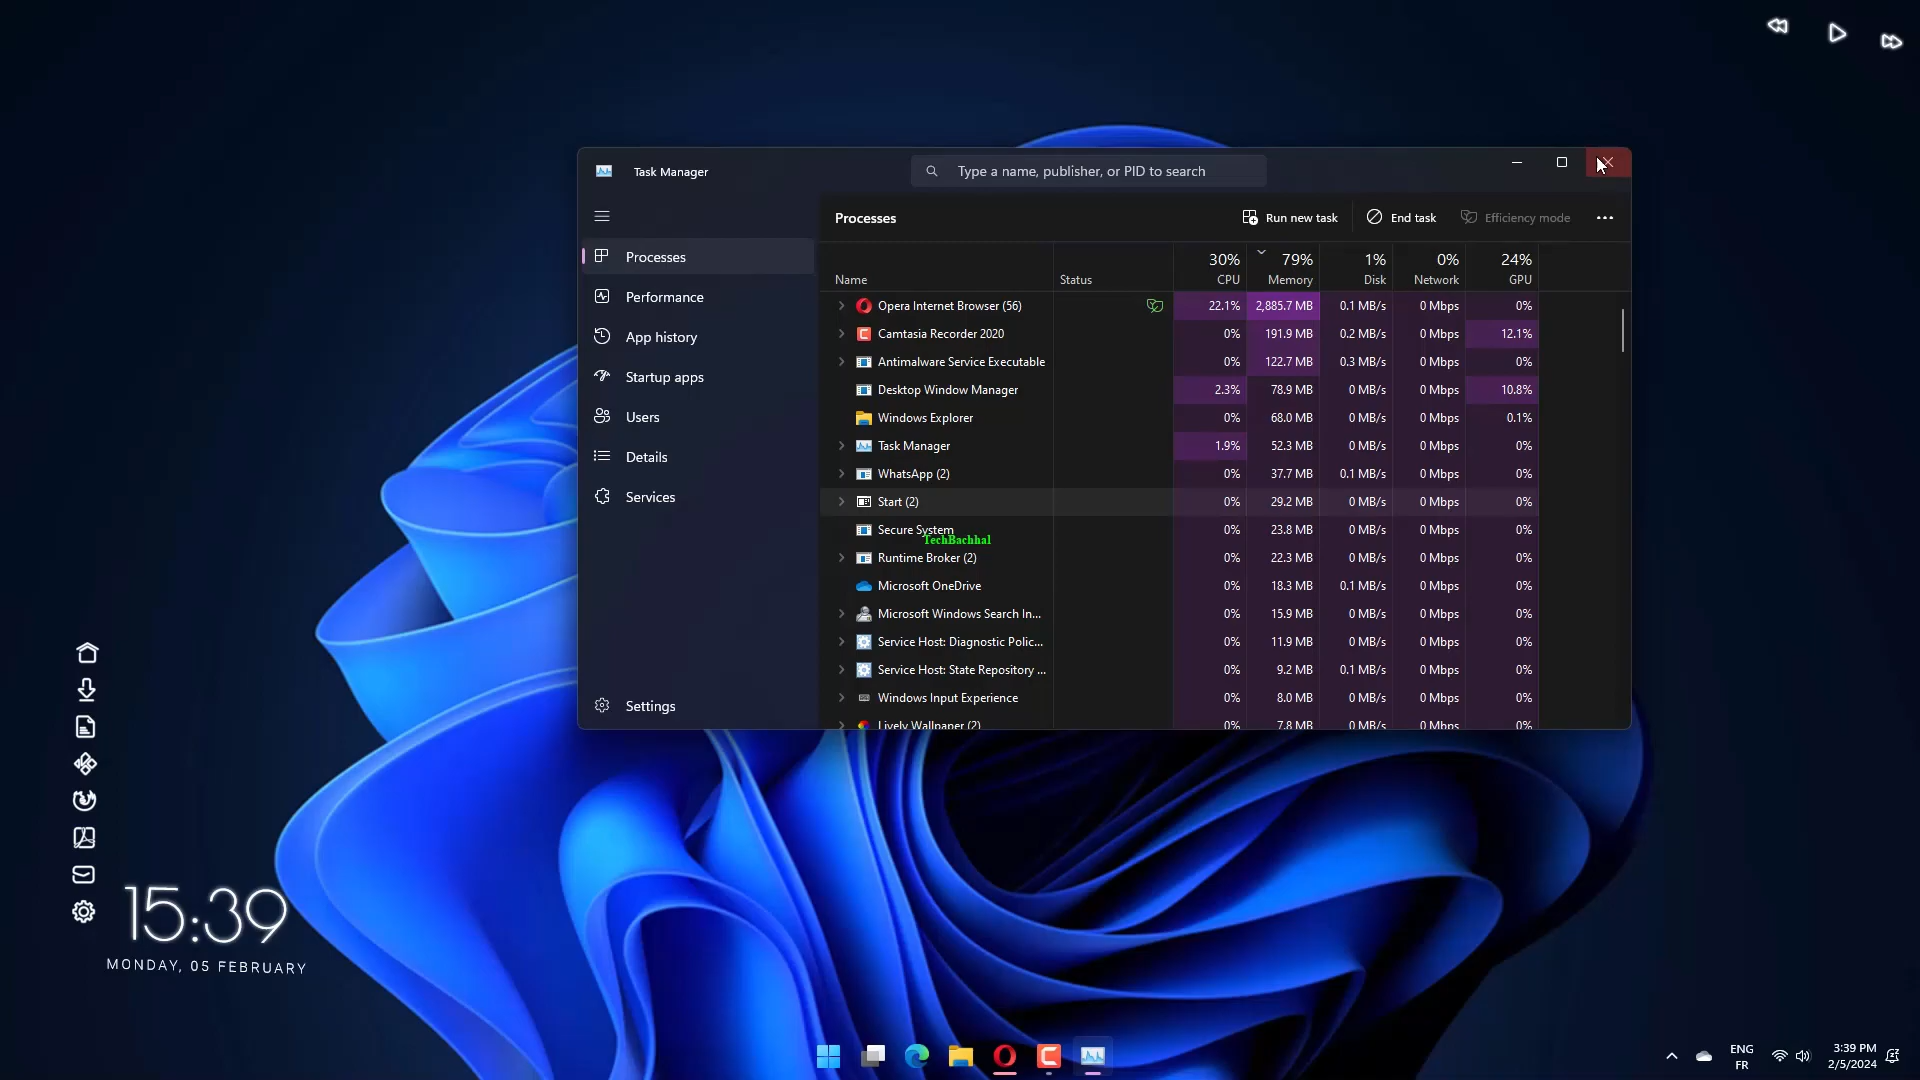 Task Manager
Type a name, publisher, or PID to search
Processes
Run new task
End task
Efficiency mode
Processes
Performance
App history
Startup apps
Users
Details
Services
Settings
30% 79% 1% 0% 24%
Name Status CPU Memory Disk Network GPU
Opera Internet Browser (56) 22.1% 2,885.7 MB 0.1 MB/s 0 Mbps 0%
Camtasia Recorder 2020 0% 191.9 MB 0.2 MB/s 0 Mbps 12.1%
Antimalware Service Executable 0% 122.7 MB 0.3 MB/s 0 Mbps 0%
Desktop Window Manager 2.3% 78.9 MB 0 MB/s 0 Mbps 10.8%
Windows Explorer 0% 68.0 MB 0 MB/s 0 Mbps 0.1%
Task Manager 1.9% 52.3 MB 0 MB/s 0 Mbps 0%
WhatsApp (2) 0% 37.7 MB 0.1 MB/s 0 Mbps 0%
Start (2) 0% 29.2 MB 0 MB/s 0 Mbps 0%
Secure System 0% 23.8 MB 0 MB/s 0 Mbps 0%
TechBachhal
Runtime Broker (2) 0% 22.3 MB 0 MB/s 0 Mbps 0%
Microsoft OneDrive 0% 18.3 MB 0.1 MB/s 0 Mbps 0%
Microsoft Windows Search In... 0% 15.9 MB 0 MB/s 0 Mbps 0%
Service Host: Diagnostic Polic... 0% 11.9 MB 0 MB/s 0 Mbps 0%
Service Host: State Repository ... 0% 9.2 MB 0.1 MB/s 0 Mbps 0%
Windows Input Experience 0% 8.0 MB 0 MB/s 0 Mbps 0%
Lively Wallpaper (2) 0% 7.8 MB 0 MB/s 0 Mbps 0%
15:39
MONDAY, 05 FEBRUARY
ENG
FR
3:39 PM
2/5/2024